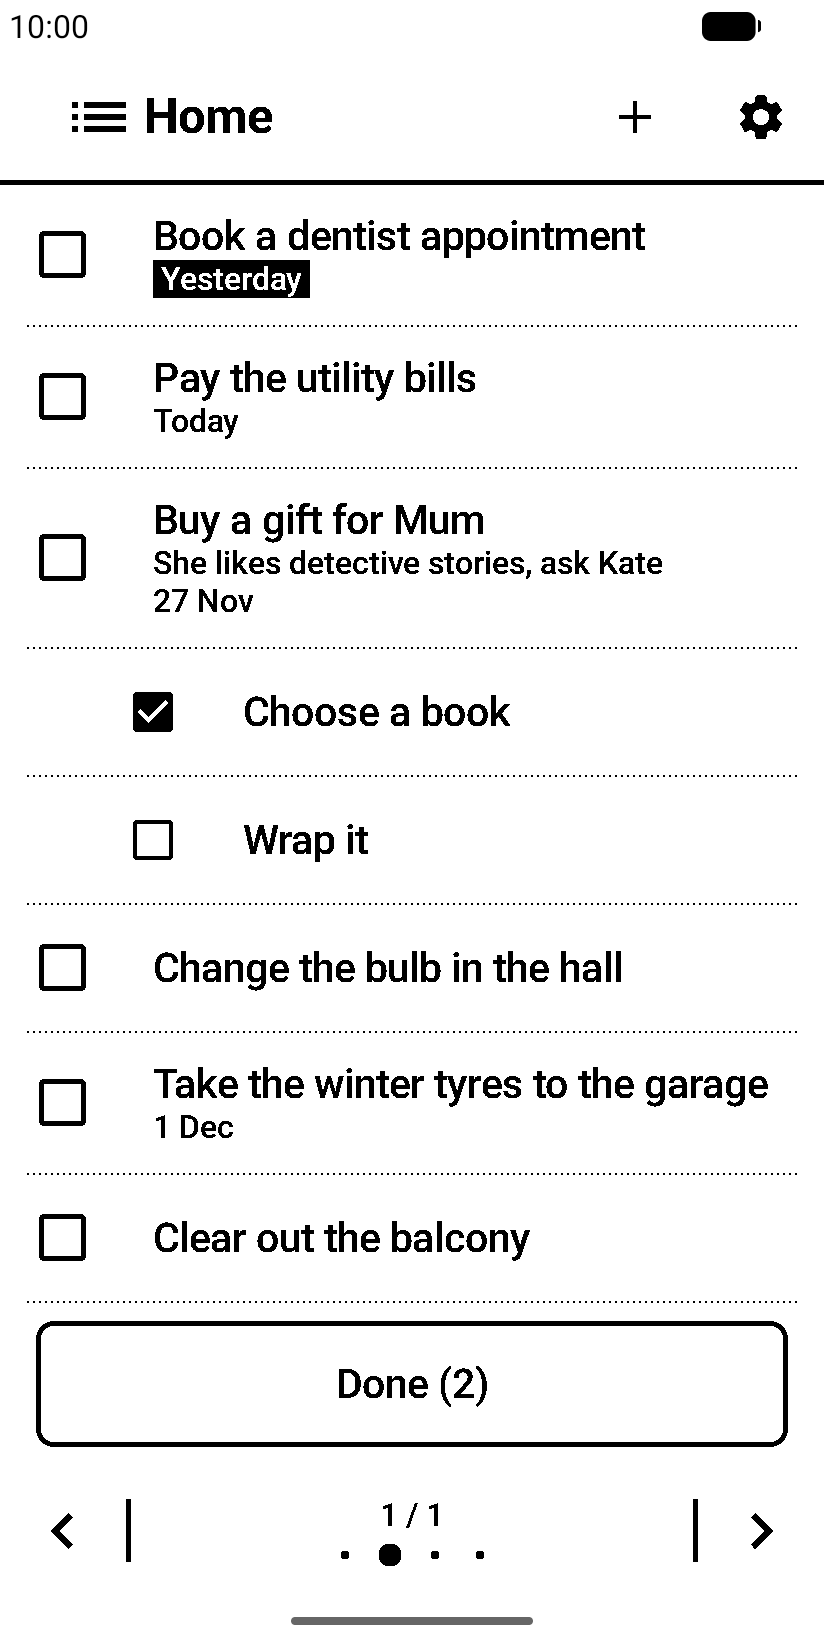 10:00
Home
Book a dentist appointment
Yesterday
Pay the utility bills
Today
Buy a gift for Mum
She likes detective stories, ask Kate
27 Nov
Choose a book
Wrap it
Change the bulb in the hall
Take the winter tyres to the garage
1 Dec
Clear out the balcony
Done (2)
1 / 1